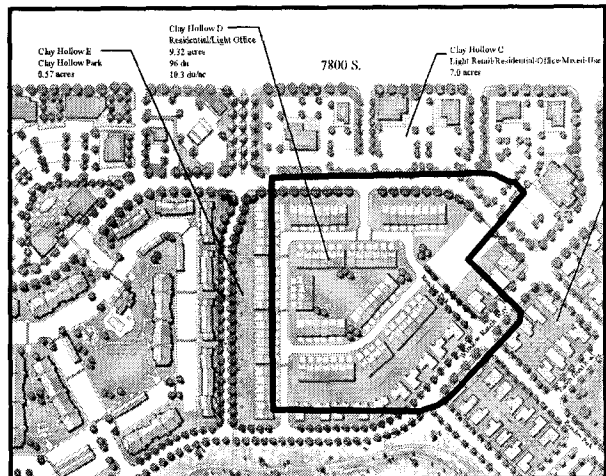 Clay Hollow E
Clay Hollow Park
0.57 acres
Clay Hollow D
Residential/Light Office
9.32 acres
96 du
10.3 du/ac
7800 S.
Clay Hollow C
Light Retail/Residential/Office/Mixed-Use
7.0 acres